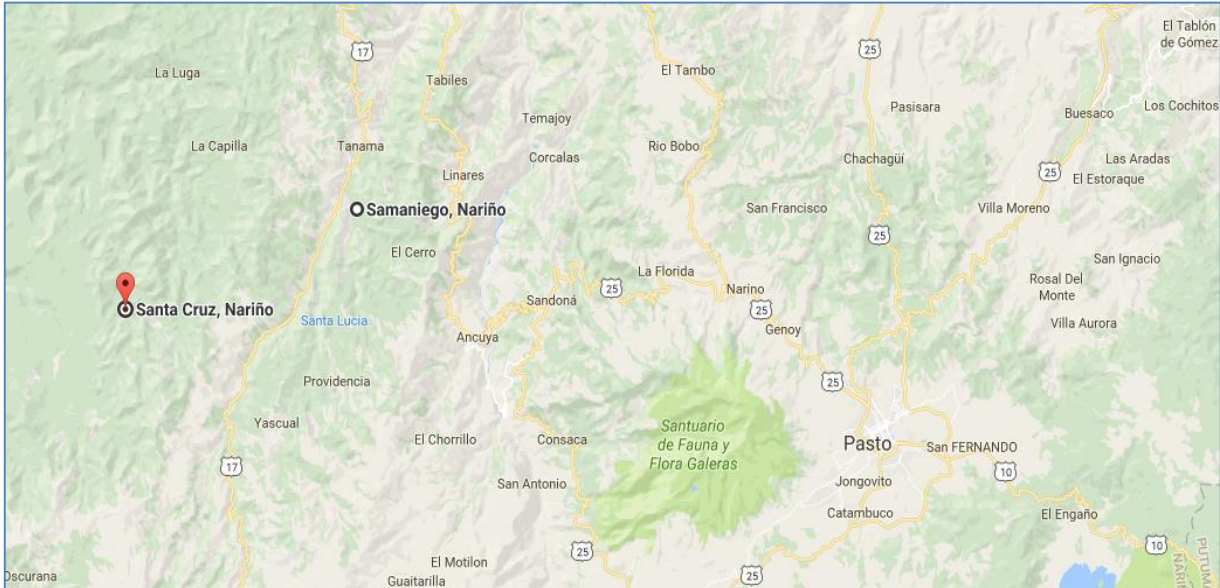 El Tablón
de Gómez
17
25
25
La Luga
Tabiles
El Tambo
Pasisara
Los Cochitos
Buesaco
Temajoy
La Capilla
Tanama
Corcalas
Rio Bobo
Chachagüí
Las Aradas
25
El Estoraque
Linares
Samaniego, Nariño
San Francisco
Villa Moreno
El Cerro
25
San Ignacio
La Florida
Rosal Del
Monte
Narino
25
Sandoná
Santa Cruz, Nariño
25
Santa Lucia
Villa Aurora
Genoy
Ancuya
Providencia
25
Yascual
Santuario
de Fauna y
Flora Galeras
El Chorrillo
Consaca
Pasto
San FERNANDO
17
10
San Antonio
Jongovito
Catambuco
El Engaño
25
10
El Motilon
Guaitarilla
25
Oscurana
PUTUM
NARI